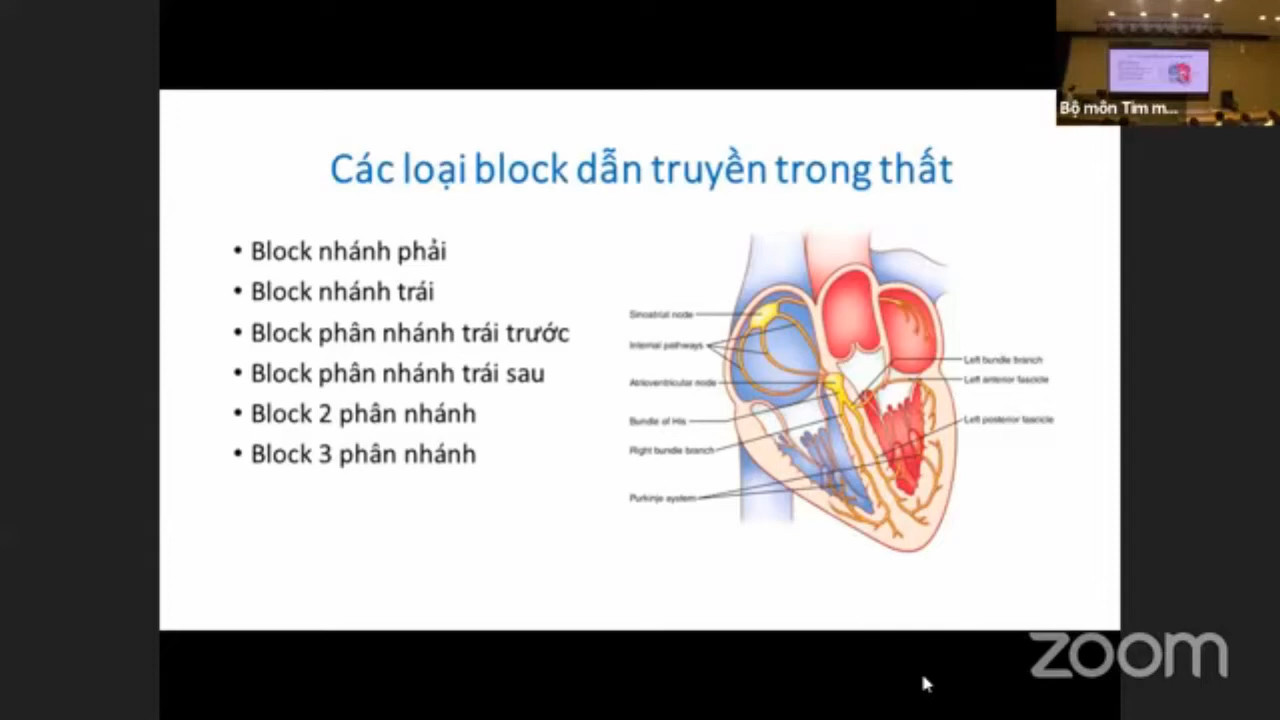 Bộ môn Tim m...
Các loại block dẫn truyền trong thất
• Block nhánh phải
• Block nhánh trái
• Block phân nhánh trái trước
• Block phân nhánh trái sau
• Block 2 phân nhánh
• Block 3 phân nhánh
Sinoatrial node
Internal pathways
Atrioventricular node
Bundle of His
Right bundle branch
Purkinje system
Left bundle branch
Left anterior fascicle
Left posterior fascicle
zoom